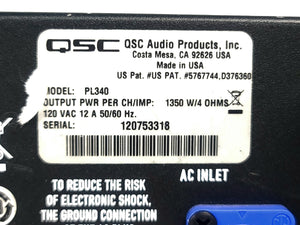 QSC QSC Audio Products, Inc.
Costa Mesa, CA 92626 USA
Made in USA
US Pat. #US PAT. #5767744, D376360
MODEL: PL340
OUTPUT PWR PER CH/IMP: 1350 W/4 OHMS
120 VAC 12 A 50/60 Hz.
SERIAL: 120753318
TO REDUCE THE RISK
OF ELECTRONIC SHOCK,
THE GROUND CONNECTION
AC INLET